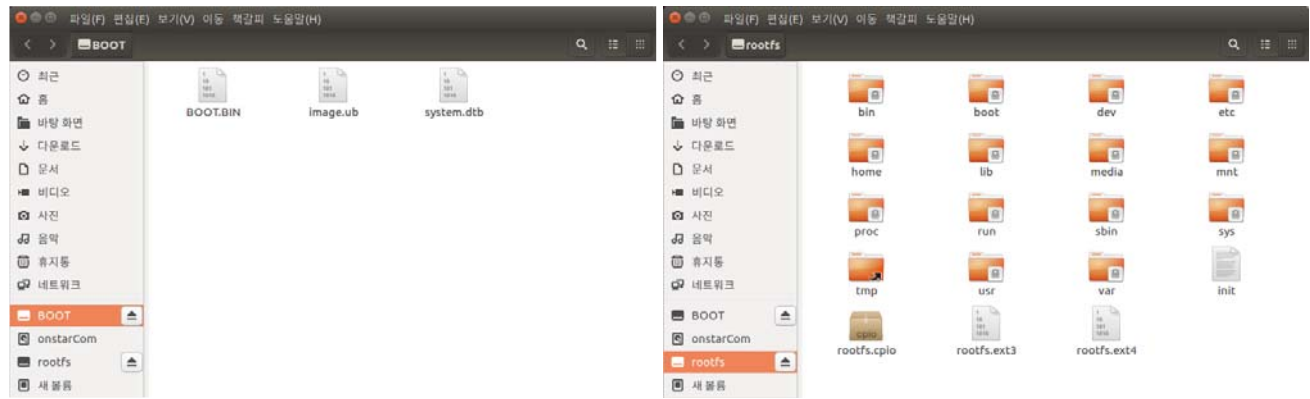 파일(F) 편집(E) 보기(V) 이동 책갈피 도움말(H)
BOOT
최근
홈
바탕 화면
다운로드
문서
비디오
사진
음악
휴지통
네트워크
BOOT
onstarCom
rootfs
새 볼륨
BOOT.BIN image.ub system.dtb
파일(F) 편집(E) 보기(V) 이동 책갈피 도움말(H)
rootfs
최근
홈
바탕 화면
다운로드
문서
비디오
사진
음악
휴지통
네트워크
BOOT
onstarCom
rootfs
새 볼륨
bin boot dev etc
home lib media mnt
proc run sbin sys
tmp usr var init
cpio
rootfs.cpio rootfs.ext3 rootfs.ext4